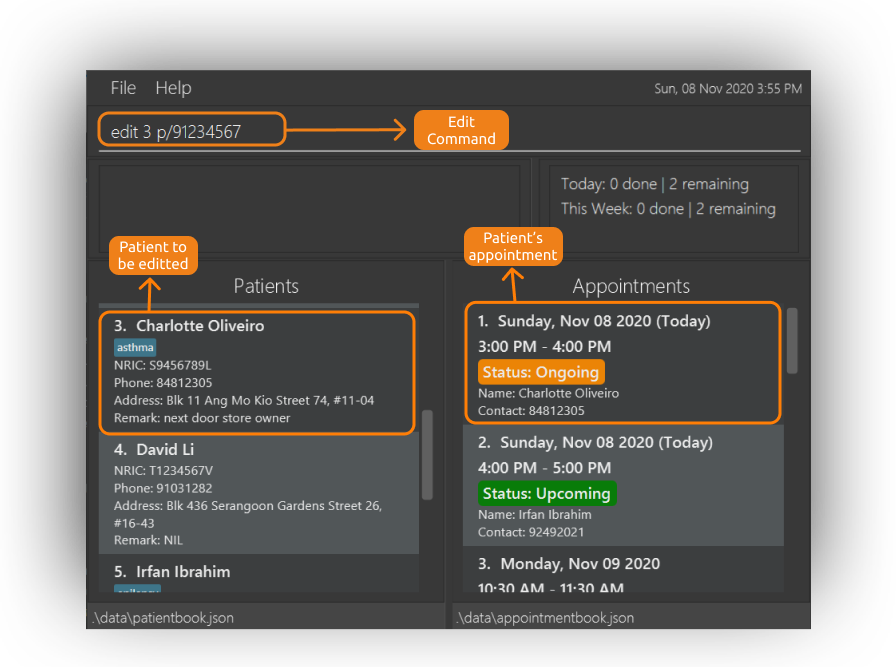 File Help
Sun, 08 Nov 2020 3:55 PM
edit 3 p/91234567
Edit
Command
Today: 0 done | 2 remaining
This Week: 0 done | 2 remaining
Patient to
be editted
Patient's
appointment
Patients
3. Charlotte Oliveiro
asthma
NRIC: S9456789L
Phone: 84812305
Address: Blk 11 Ang Mo Kio Street 74, #11-04
Remark: next door store owner
4. David Li
NRIC: T1234567V
Phone: 91031282
Address: Blk 436 Serangoon Gardens Street 26,
#16-43
Remark: NIL
5. Irfan Ibrahim
epilepsy
.\data\patientbook.json
Appointments
1. Sunday, Nov 08 2020 (Today)
3:00 PM - 4:00 PM
Status: Ongoing
Name: Charlotte Oliveiro
Contact: 84812305
2. Sunday, Nov 08 2020 (Today)
4:00 PM - 5:00 PM
Status: Upcoming
Name: Irfan Ibrahim
Contact: 92492021
3. Monday, Nov 09 2020
10:30 AM - 11:30 AM
.\data\appointmentbook.json